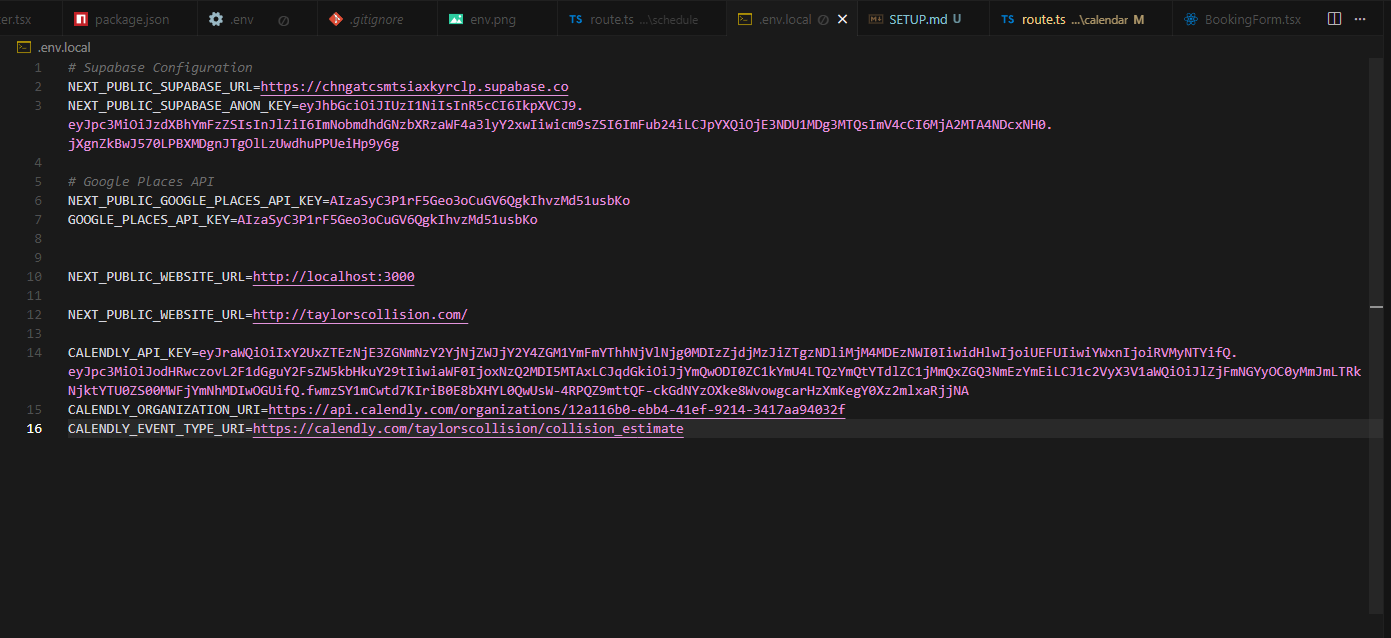 er.tsx package.json .env .gitignore env.png route.ts ...\schedule .env.local SETUP.md U route.ts ...\calendar M BookingForm.tsx
.env.local
1 # Supabase Configuration
2 NEXT_PUBLIC_SUPABASE_URL=https://chngatcsmtsiaxkyrclp.supabase.co
3 NEXT_PUBLIC_SUPABASE_ANON_KEY=eyJhbGciOiJIUzI1NiIsInR5cCI6IkpXVCJ9.
eyJpc3MiOiJzdXBhYmFzZSIsInJlZiI6ImNobmdhdGNzbXRzaWF4a3lyY2xwIiwicm9sZSI6ImFub24iLCJpYXQiOjE3NDU1MDg3MTQsImV4cCI6MjA2MTA4NDcxNH0.
jXgnZkBwJ570LPBXMDgnJTgOlLzUwdhuPPUeiHp9y6g
4
5 # Google Places API
6 NEXT_PUBLIC_GOOGLE_PLACES_API_KEY=AIzaSyC3P1rF5Geo3oCuGV6QgkIhvzMd51usbKo
7 GOOGLE_PLACES_API_KEY=AIzaSyC3P1rF5Geo3oCuGV6QgkIhvzMd51usbKo
8
9
10 NEXT_PUBLIC_WEBSITE_URL=http://localhost:3000
11
12 NEXT_PUBLIC_WEBSITE_URL=http://taylorscollision.com/
13
14 CALENDLY_API_KEY=eyJraWQiOiIxY2UxZTEzNjE3ZGNmNzY2YjNjZWJjY2Y4ZGM1YmFmYThhNjVlNjg0MDIzZjdjMzJiZTgzNDliMjM4MDEzNWI0IiwidHlwIjoiUEFUIiwiYWxnIjoiRVMyNTYifQ.
eyJpc3MiOiJodHRwczovL2F1dGguY2FsZW5kbHkuY29tIiwiaWF0IjoxNzQ2MDI5MTAxLCJqdGkiOiJjYmQwODI0ZC1kYmU4LTQzYmQtYTdlZC1jMmQxZGQ3NmEzYmEiLCJ1c2VyX3V1aWQiOiJlZjFmNGYyOC0yMmJmLTRk
NjktYTU0ZS00MWFjYmNhMDIwOGUifQ.fwmzSY1mCwtd7KIriB0E8bXHYL0QwUsW-4RPQZ9mttQF-ckGdNYzOXke8WvowgcarHzXmKegY0Xz2mlxaRjjNA
15 CALENDLY_ORGANIZATION_URI=https://api.calendly.com/organizations/12a116b0-ebb4-41ef-9214-3417aa94032f
16 CALENDLY_EVENT_TYPE_URI=https://calendly.com/taylorscollision/collision_estimate